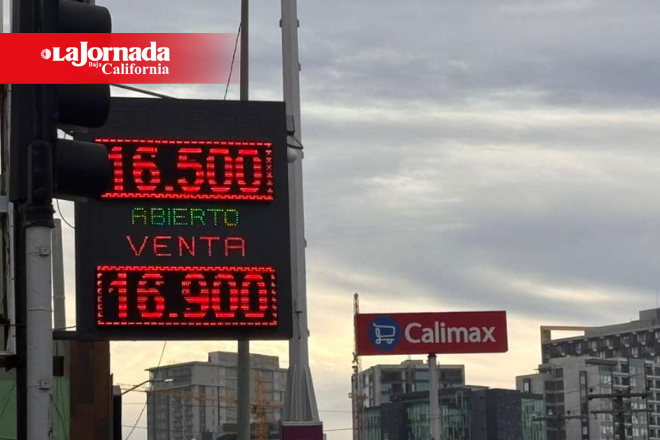 LaJornada
Baja California
16.500
ABIERTO
VENTA
16.900
Calimax